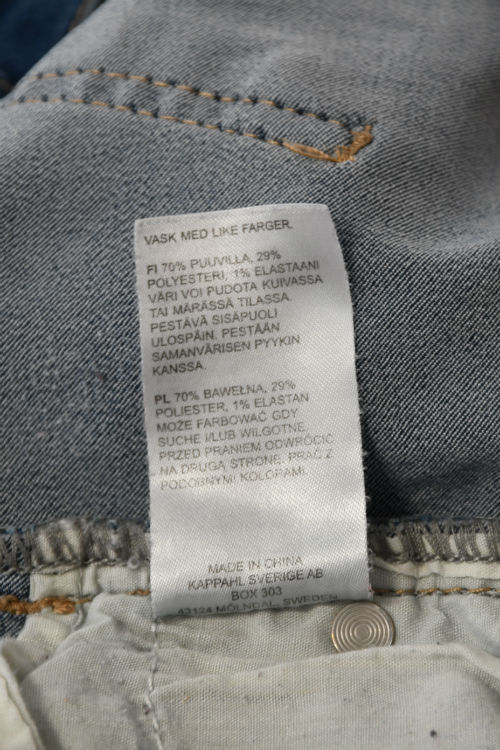 VASK MED LIKE FARGER.
FI 70% PUUVILLA, 29%
POLYESTERI, 1% ELASTAANI
VÄRI VOI PUDOTA KUIVASSA
TAI MÄRÄSSÄ TILASSA.
PESTÄVÄ SISÄPUOLI
ULOSPÄIN. PESTÄÄN
SAMANVÄRISEN PYYKIN
KANSSA.
PL 70% BAWEŁNA, 29%
POLIESTER, 1% ELASTAN
MOŻE FARBOWAĆ GDY
SUCHE I/LUB WILGOTNE.
PRZED PRANIEM ODWRÓCIĆ
NA DRUGĄ STRONĘ. PRAĆ Z
PODOBNYMI KOLORAMI.
MADE IN CHINA
KAPPAHL SVERIGE AB
BOX 303
43124 MÖLNDAL, SWEDEN